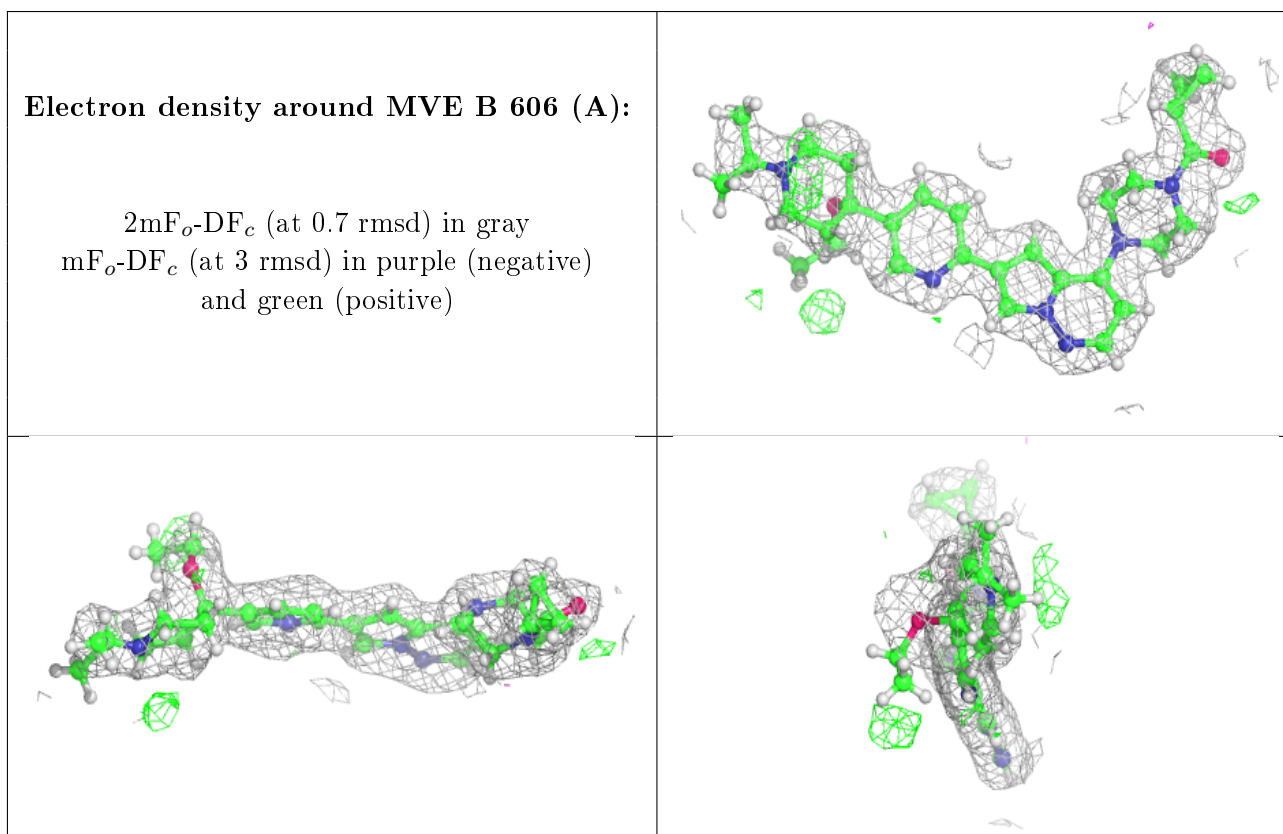 Electron density around MVE B 606 (A):
2mFo-DFc (at 0.7 rmsd) in gray
mFo-DFc (at 3 rmsd) in purple (negative)
and green (positive)